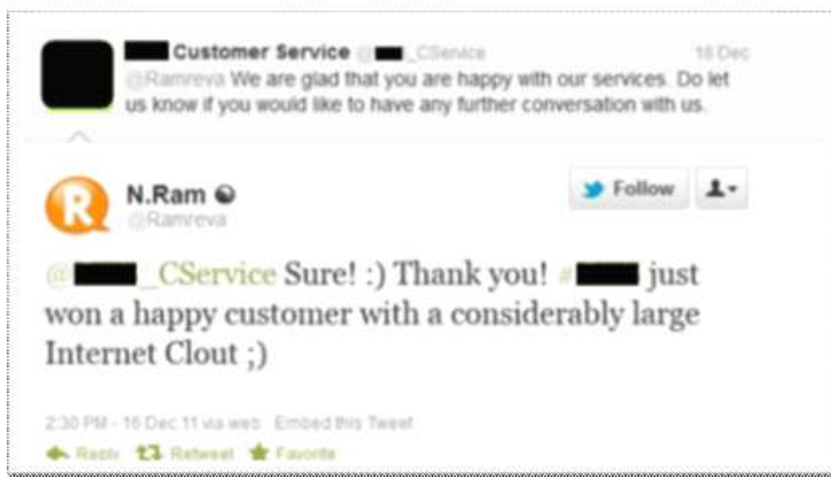 Customer Service @ _CService 16 Dec
@Ramreva We are glad that you are happy with our services. Do let
us know if you would like to have any further conversation with us.
R
N.Ram
@Ramreva
Follow
@ _CService Sure! :) Thank you! # just
won a happy customer with a considerably large
Internet Clout ;)
2:30 PM - 16 Dec 11 via web · Embed this Tweet
Reply Retweet Favorite